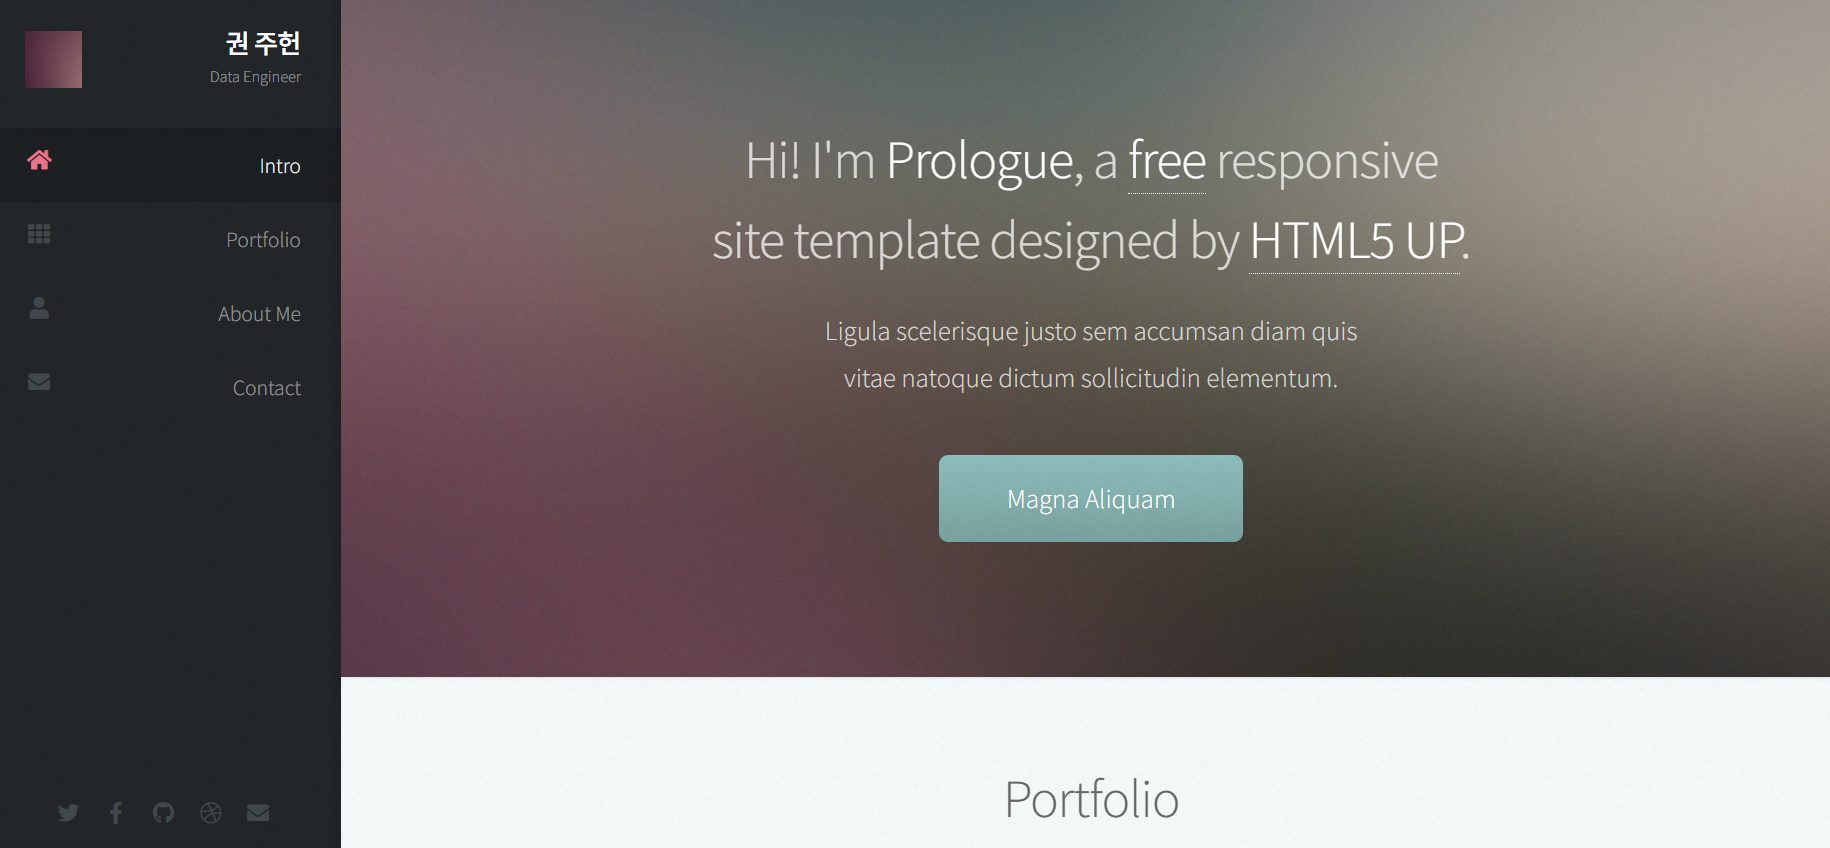 권 주헌
Data Engineer
Intro
Portfolio
About Me
Contact
Hi! I'm Prologue, a free responsive
site template designed by HTML5 UP.
Ligula scelerisque justo sem accumsan diam quis
vitae natoque dictum sollicitudin elementum.
Magna Aliquam
Portfolio